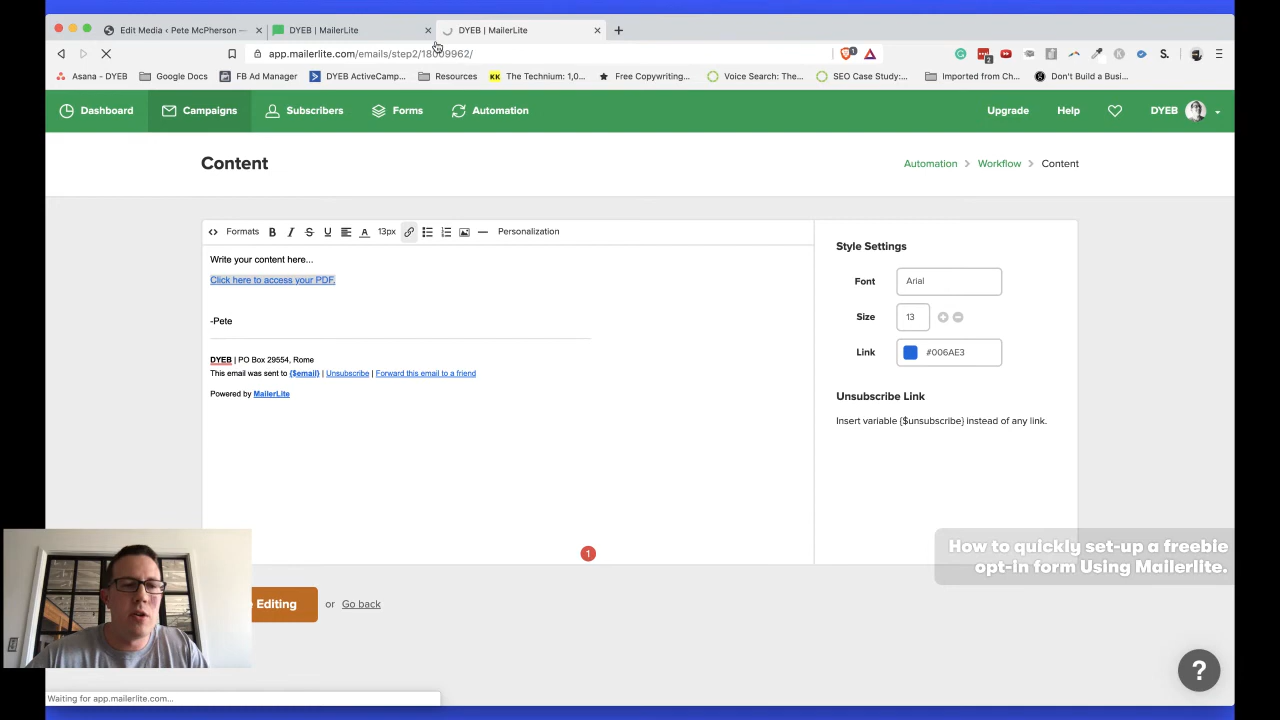 Edit Media ‹ Pete McPherson —
DYEB | MailerLite
DYEB | MailerLite
app.mailerlite.com/emails/step2/18099962/
Asana - DYEB
Google Docs
FB Ad Manager
DYEB ActiveCamp...
Resources
KK The Technium: 1,0...
Free Copywriting...
Voice Search: The...
SEO Case Study:...
Imported from Ch...
Don't Build a Busi...
Dashboard
Campaigns
Subscribers
Forms
Automation
Upgrade
Help
DYEB
Content
Automation > Workflow > Content
Formats B I S U A 13px Personalization
Write your content here...
Click here to access your PDF.
-Pete
DYEB | PO Box 29554, Rome
This email was sent to {$email} | Unsubscribe | Forward this email to a friend
Powered by MailerLite
Style Settings
Font Arial
Size 13
Link #006AE3
Unsubscribe Link
Insert variable {$unsubscribe} instead of any link.
1
How to quickly set-up a freebie
opt-in form Using Mailerlite.
Editing or Go back
?
Waiting for app.mailerlite.com...